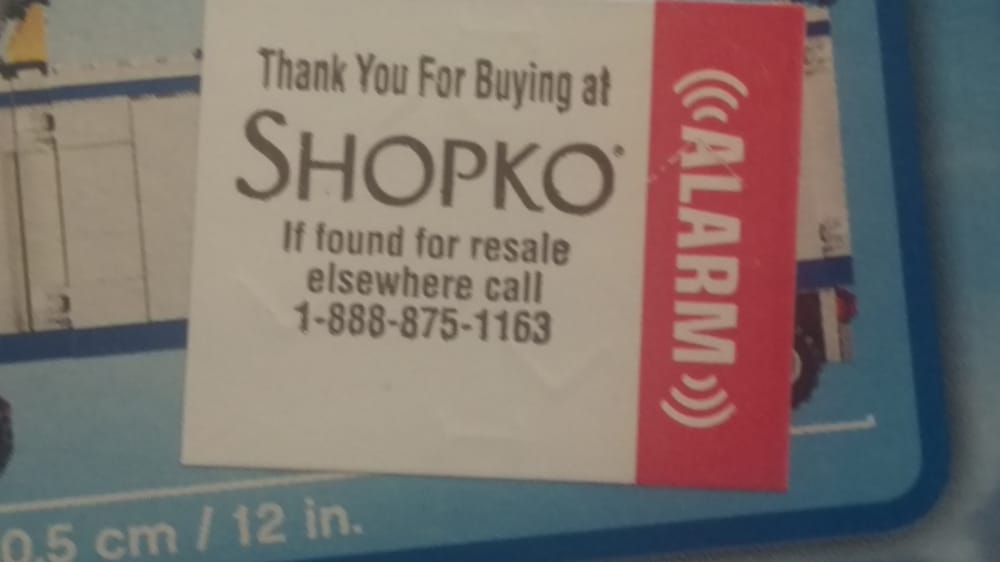 Thank You For Buying at
SHOPKO
If found for resale
elsewhere call
1-888-875-1163
ALARM
0.5 cm / 12 in.